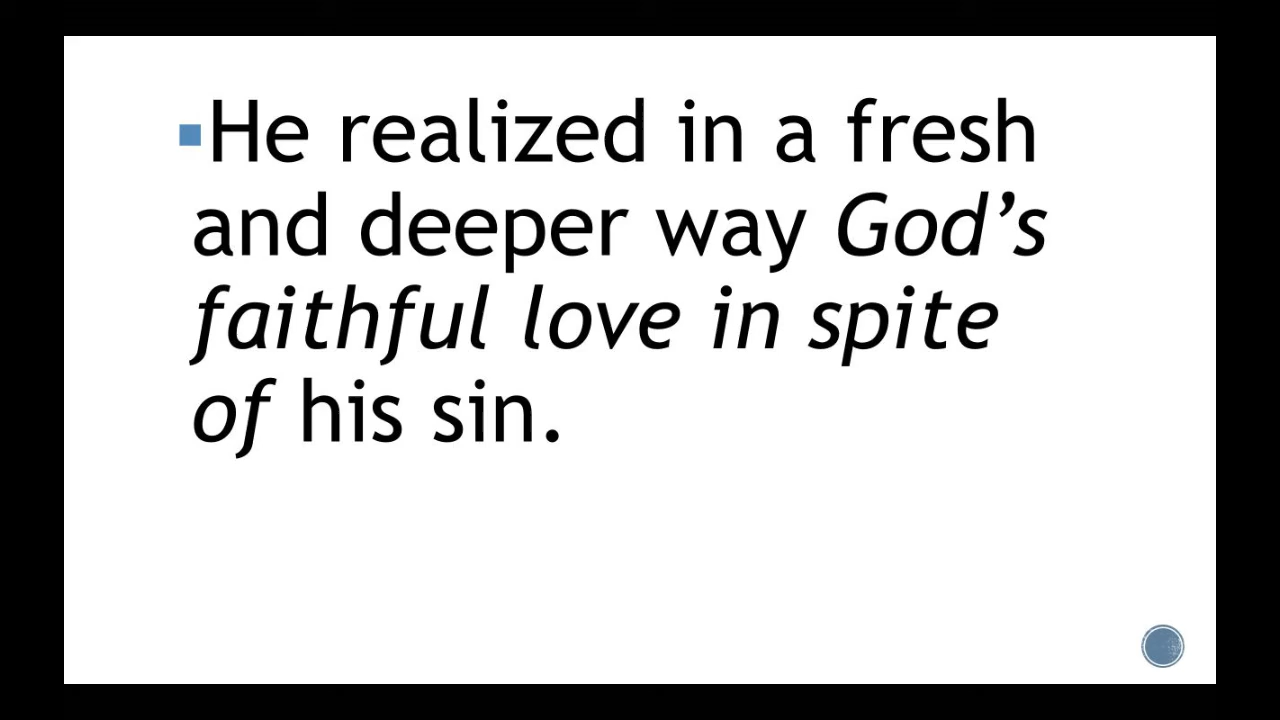 ▪He realized in a fresh
and deeper way God’s
faithful love in spite
of his sin.